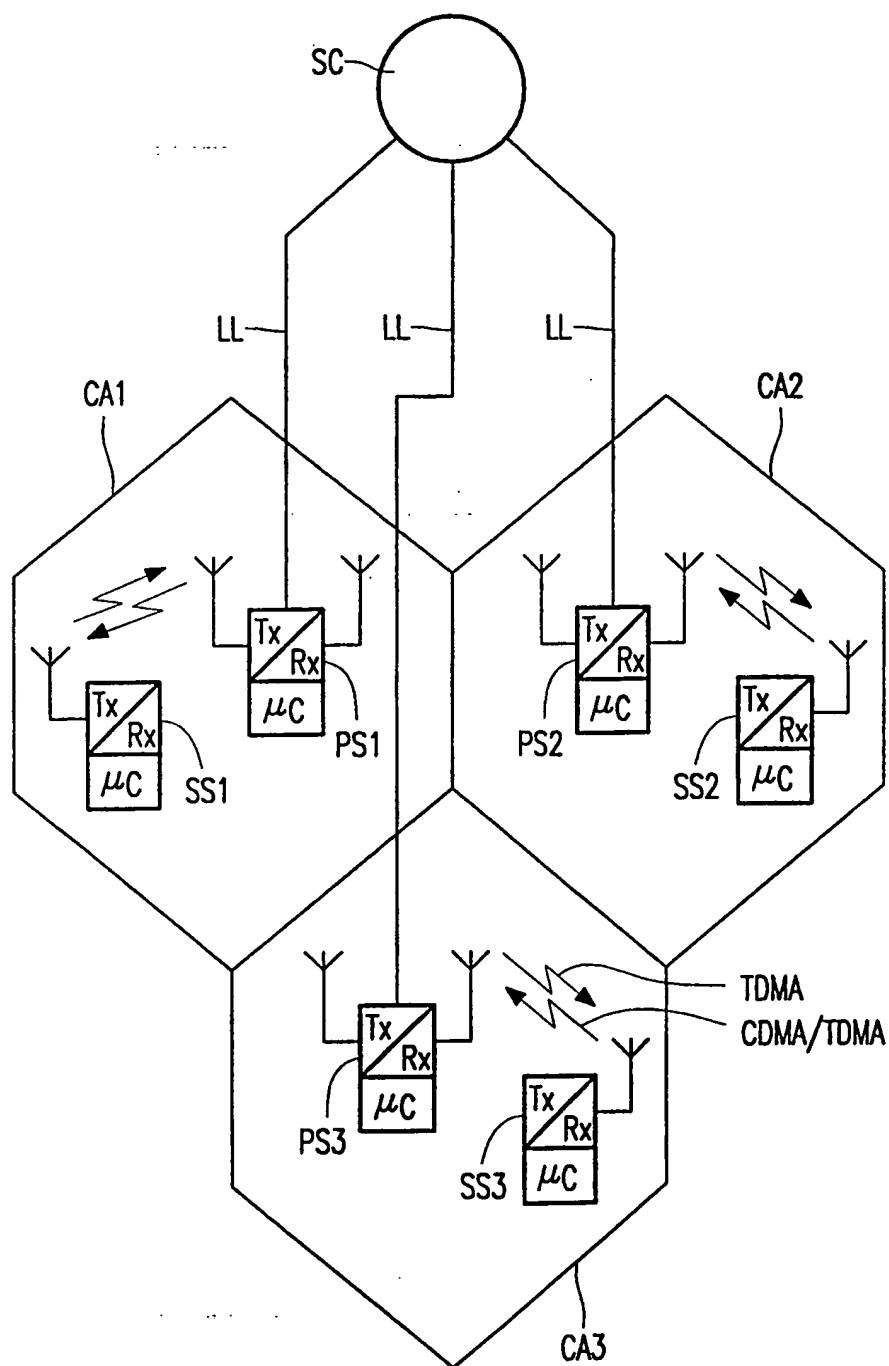 SC
LL LL LL
CA1 CA2
Tx Rx μC PS1
Tx Rx μC PS2
Tx Rx μC SS1
Tx Rx μC SS2
TDMA
CDMA/TDMA
Tx Rx μC PS3
Tx Rx μC SS3
CA3